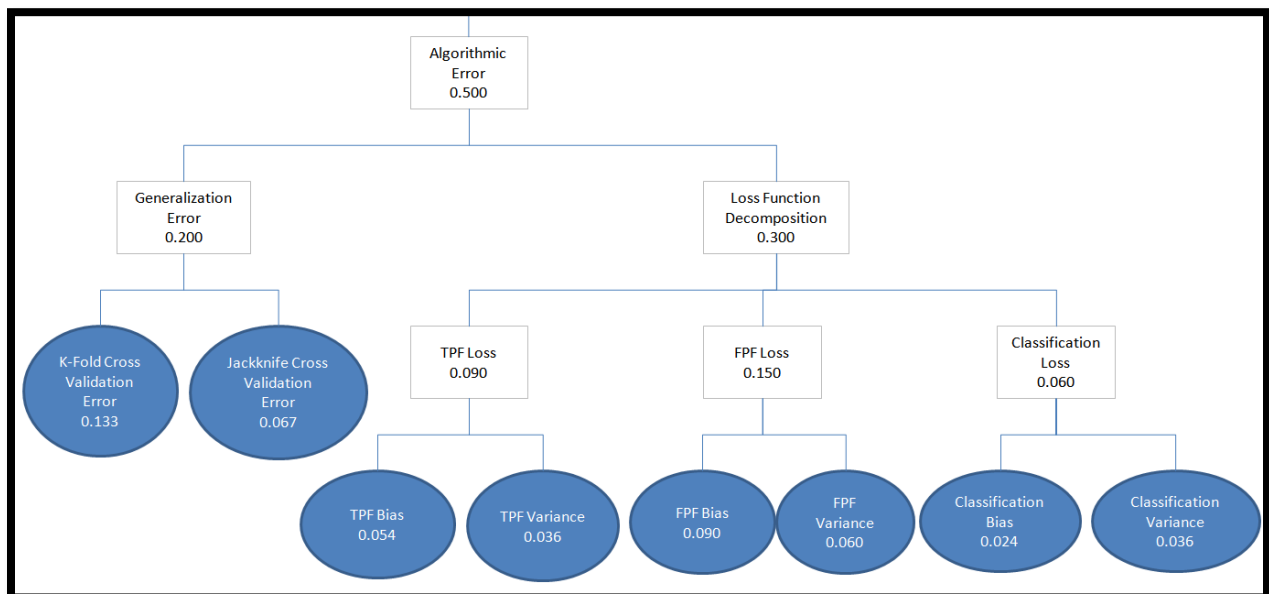 Algorithmic
Error
0.500
Generalization
Error
0.200
Loss Function
Decomposition
0.300
K-Fold Cross
Validation
Error
0.133
Jackknife Cross
Validation
Error
0.067
TPF Loss
0.090
FPF Loss
0.150
Classification
Loss
0.060
TPF Bias
0.054
TPF Variance
0.036
FPF Bias
0.090
FPF
Variance
0.060
Classification
Bias
0.024
Classification
Variance
0.036